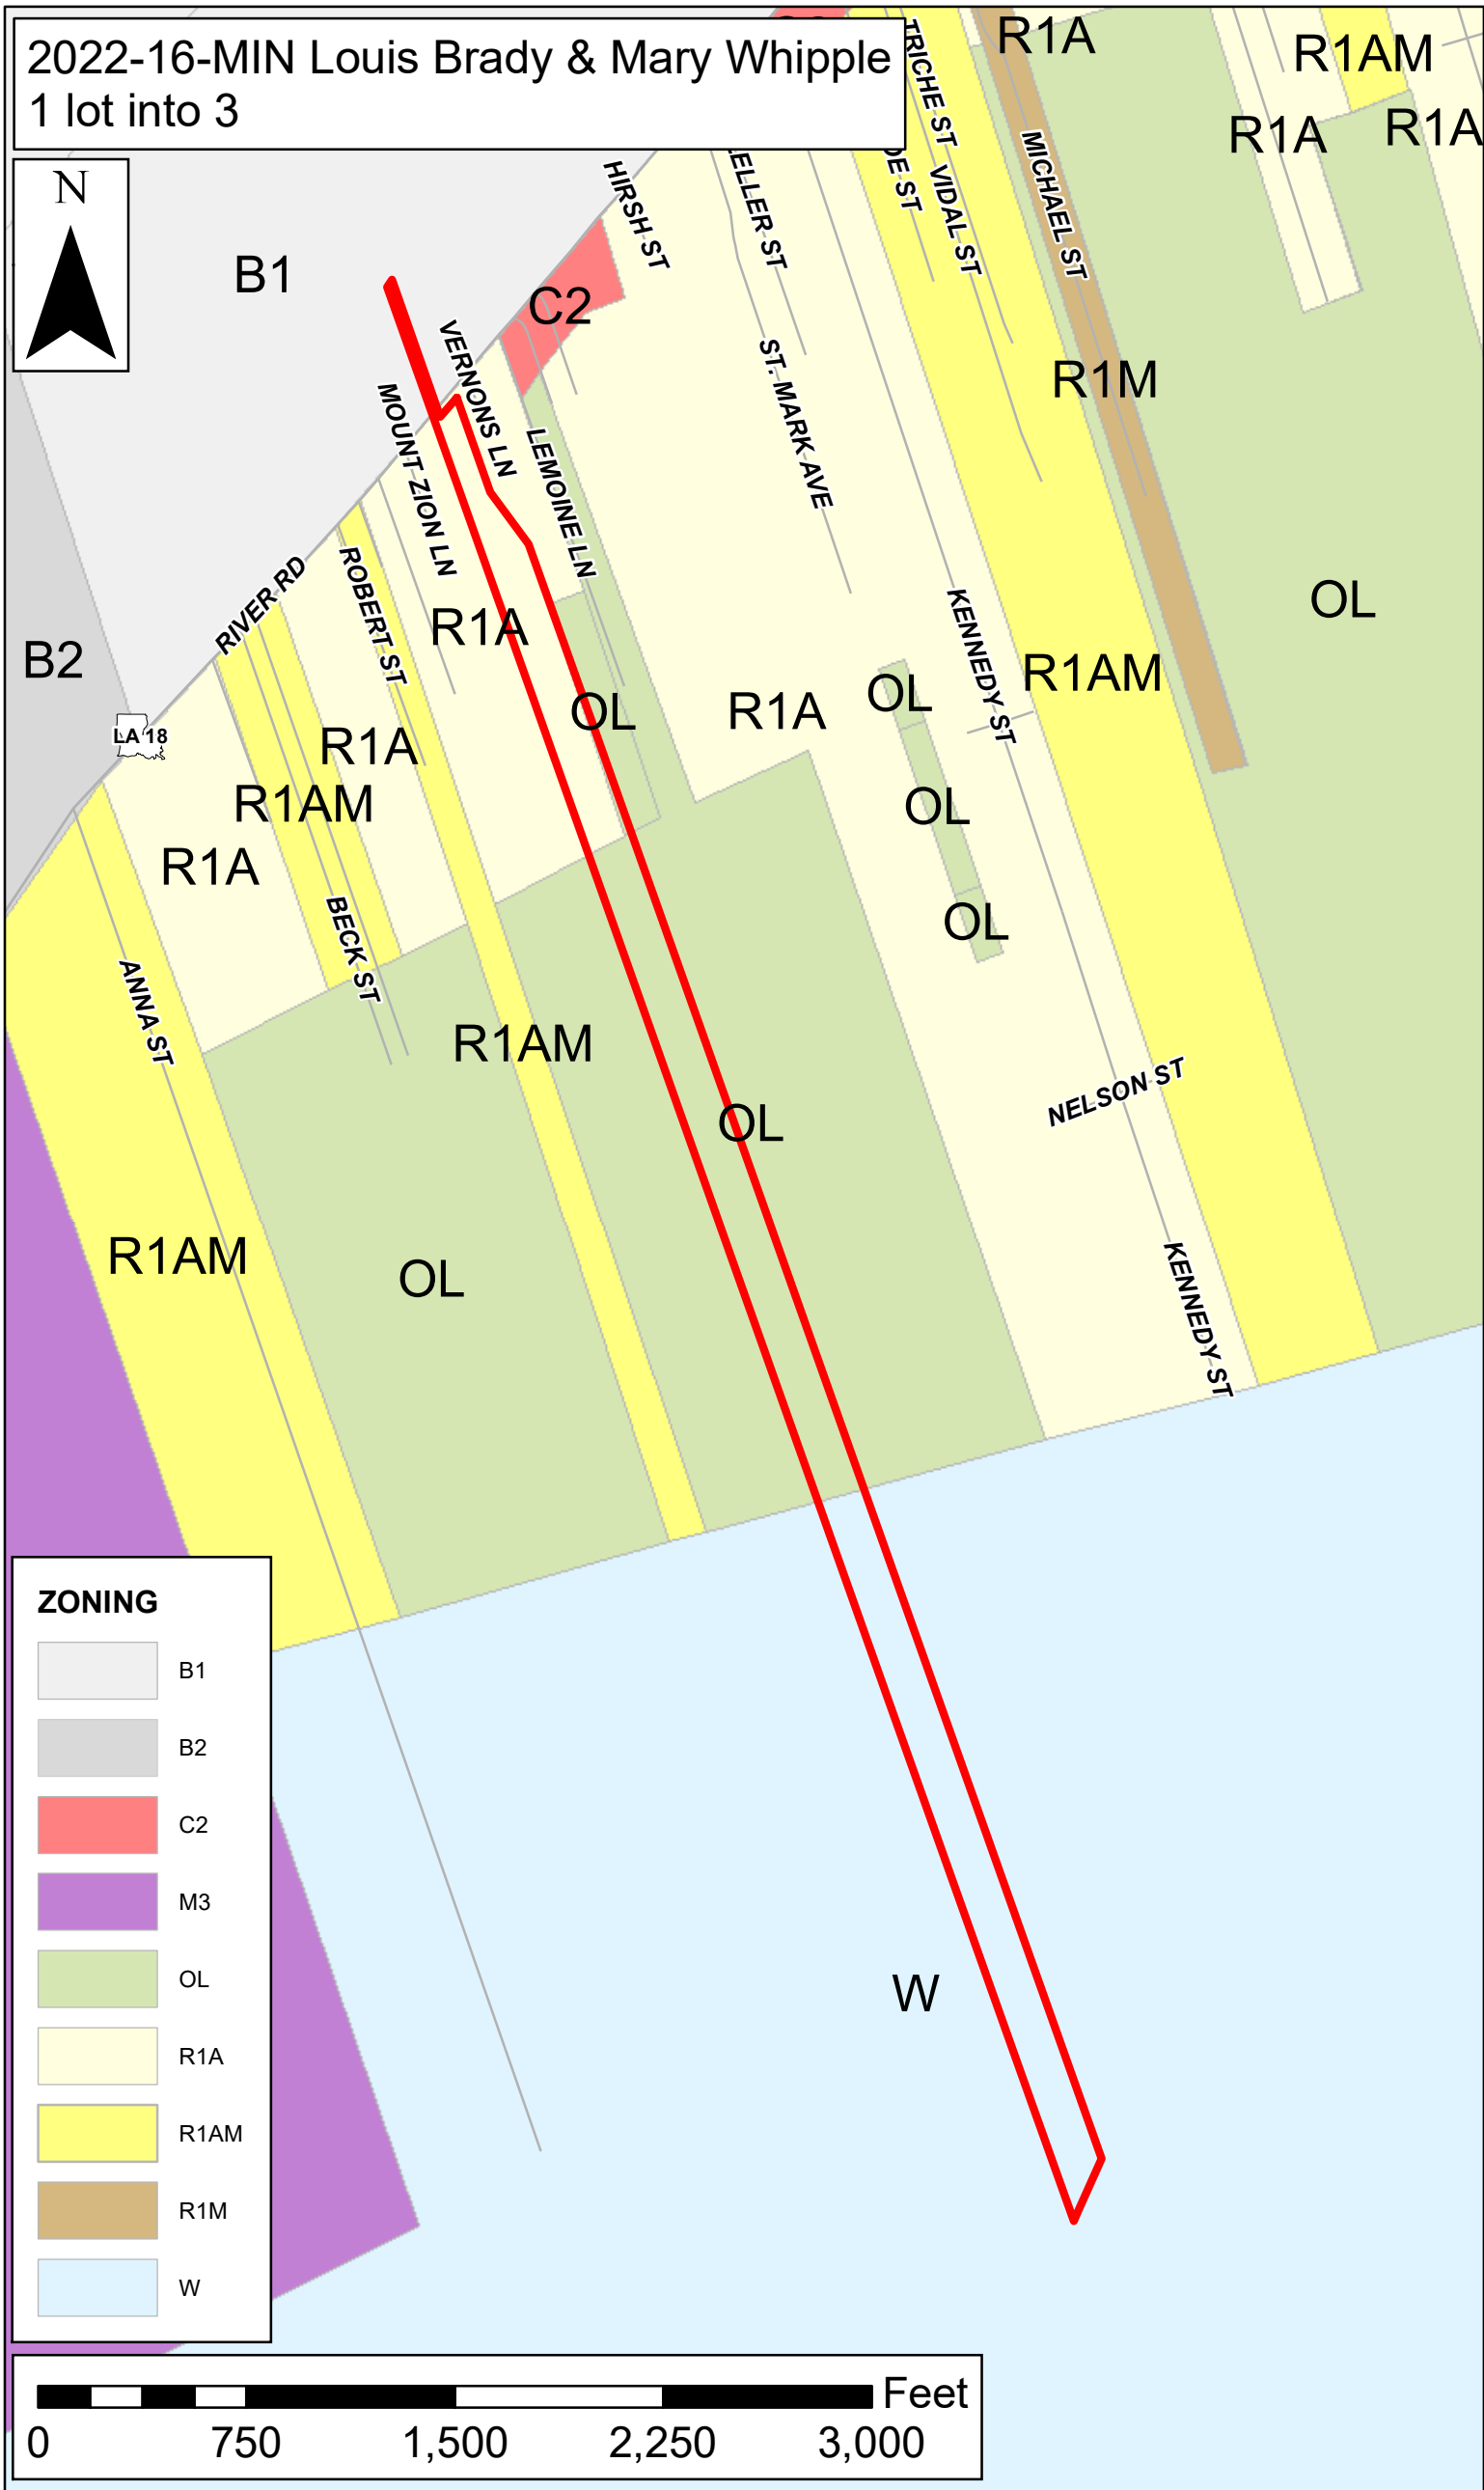 2022-16-MIN Louis Brady & Mary Whipple
1 lot into 3
N
R1A
R1AM
R1A
R1A
TRICHE ST
VIDAL ST
MICHAEL ST
HIRSH ST
B1
C2
VERNONS LN
MOUNT ZION LN
LEMOINE LN
ST. MARK AVE
R1M
RIVER RD
ROBERT ST
R1A
KENNEDY ST
OL
B2
LA 18
R1A
R1AM
R1A
OL
R1A
OL
R1AM
OL
OL
BECK ST
ANNA ST
R1AM
OL
NELSON ST
R1AM
OL
KENNEDY ST
W
ZONING
B1
B2
C2
M3
OL
R1A
R1AM
R1M
W
Feet
0 750 1,500 2,250 3,000